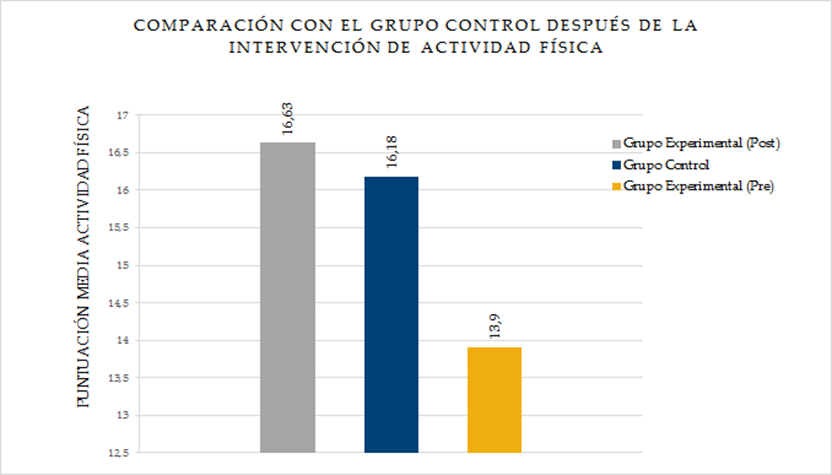 COMPARACIÓN CON EL GRUPO CONTROL DESPUÉS DE LA
INTERVENCIÓN DE ACTIVIDAD FÍSICA
PUNTUACIÓN MEDIA ACTIVIDAD FÍSICA
17
16,5
16
15,5
15
14,5
14
13,5
13
12,5
16,63
16,18
13,9
Grupo Experimental (Post)
Grupo Control
Grupo Experimental (Pre)